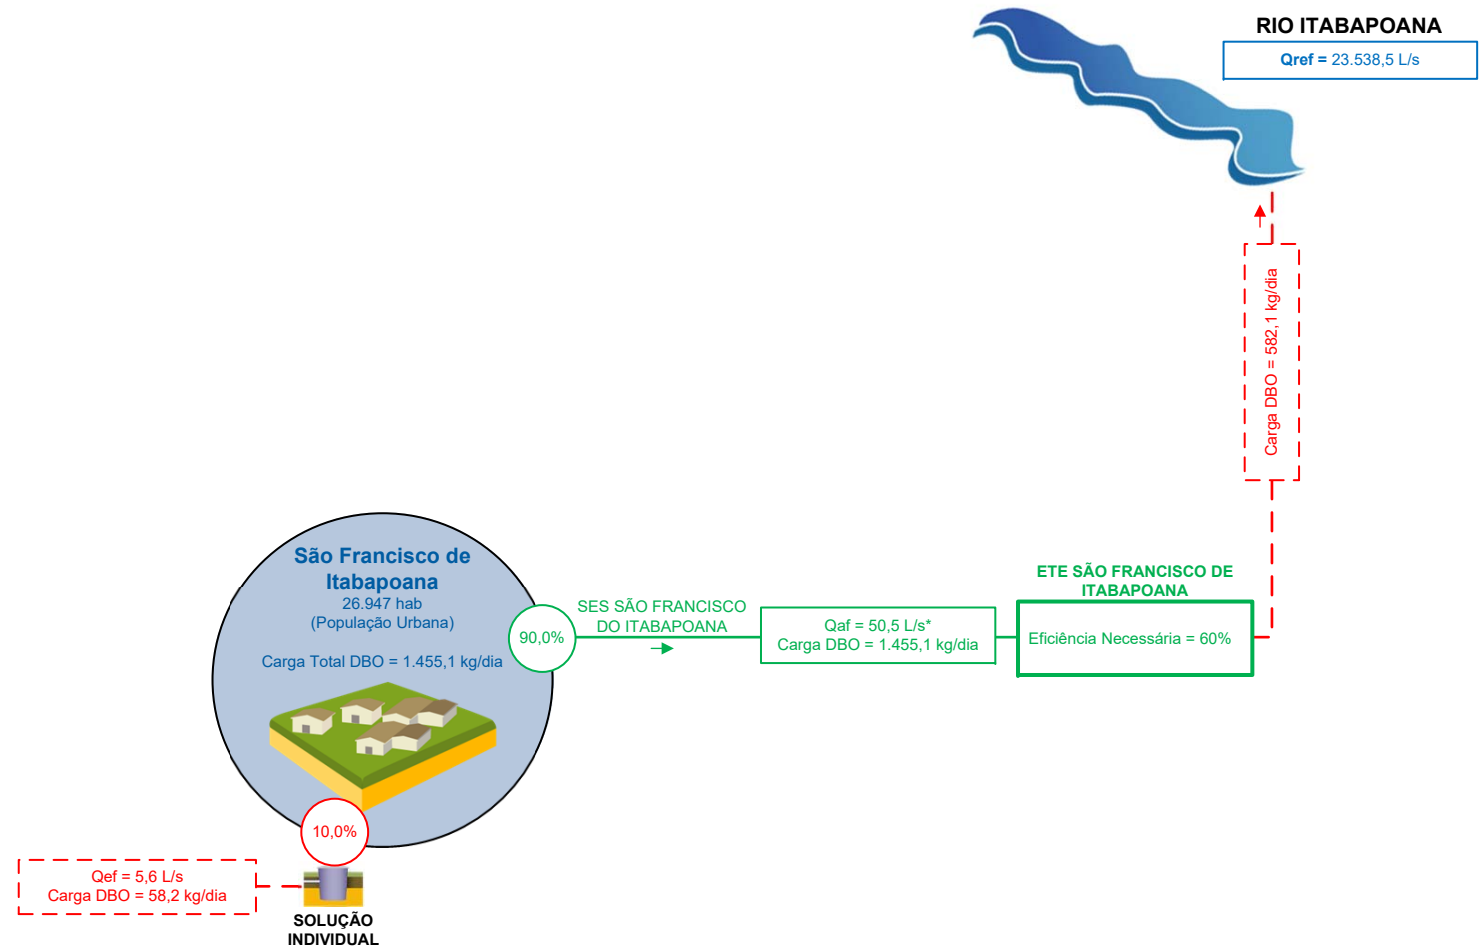 RIO ITABAPOANA
Qref = 23.538,5 L/s
Carga DBO = 582,1 kg/dia
São Francisco de
Itabapoana
26.947 hab
(População Urbana)
Carga Total DBO = 1.455,1 kg/dia
90,0%
SES SÃO FRANCISCO
DO ITABAPOANA
Qaf = 50,5 L/s*
Carga DBO = 1.455,1 kg/dia
ETE SÃO FRANCISCO DE
ITABAPOANA
Eficiência Necessária = 60%
10,0%
Qef = 5,6 L/s
Carga DBO = 58,2 kg/dia
SOLUÇÃO
INDIVIDUAL